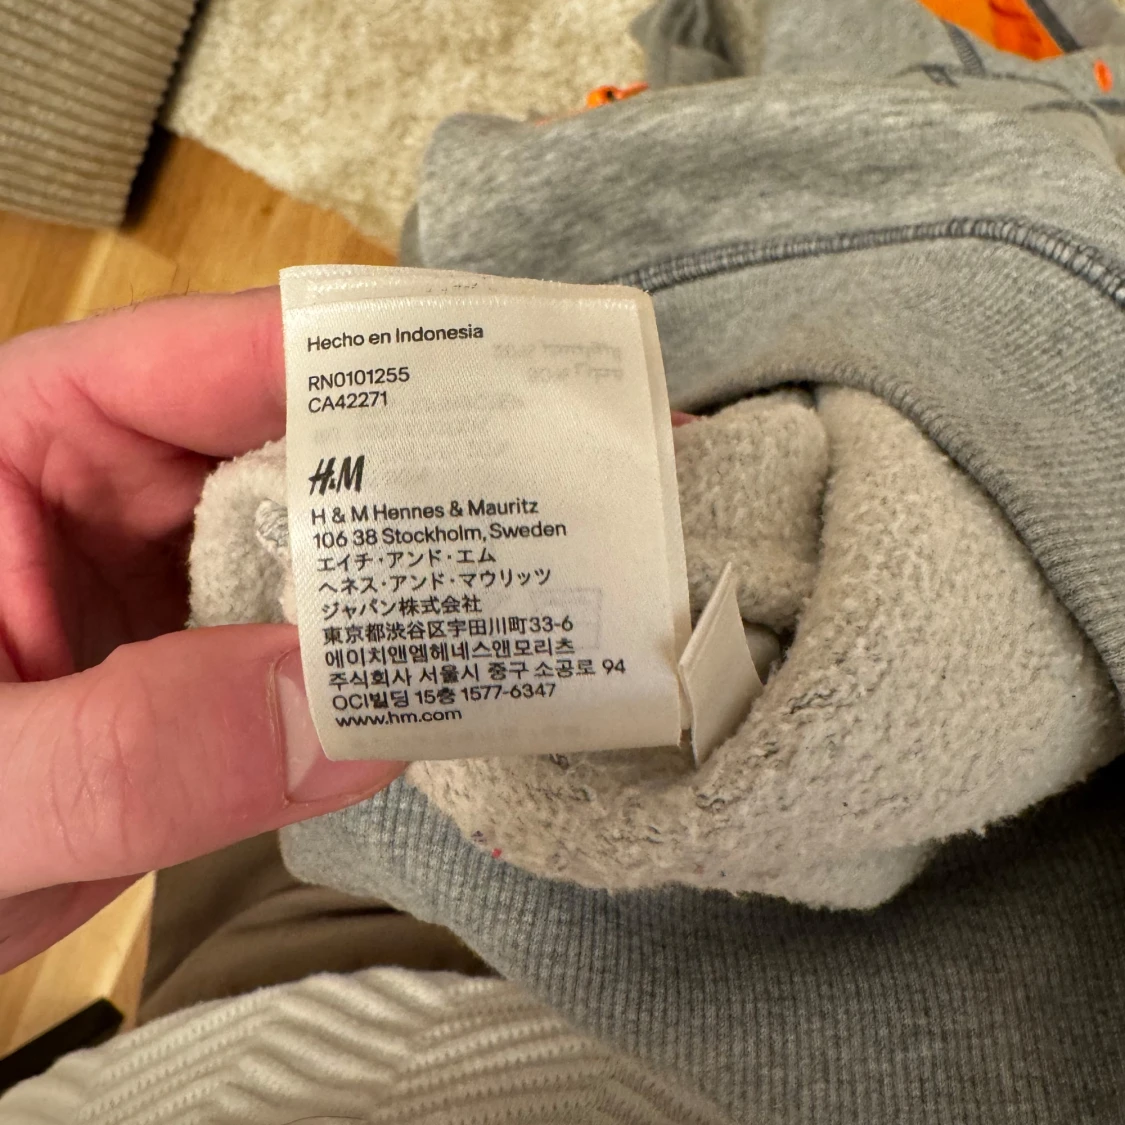 Hecho en Indonesia
RN0101255
CA42271
H&M
H & M Hennes & Mauritz
106 38 Stockholm, Sweden
エイチ・アンド・エム
ヘネス・アンド・マウリッツ
ジャパン株式会社
東京都渋谷区宇田川町33-6
에이치앤엠헤네스앤모리츠
주식회사 서울시 중구 소공로 94
OCI빌딩 15층 1577-6347
www.hm.com